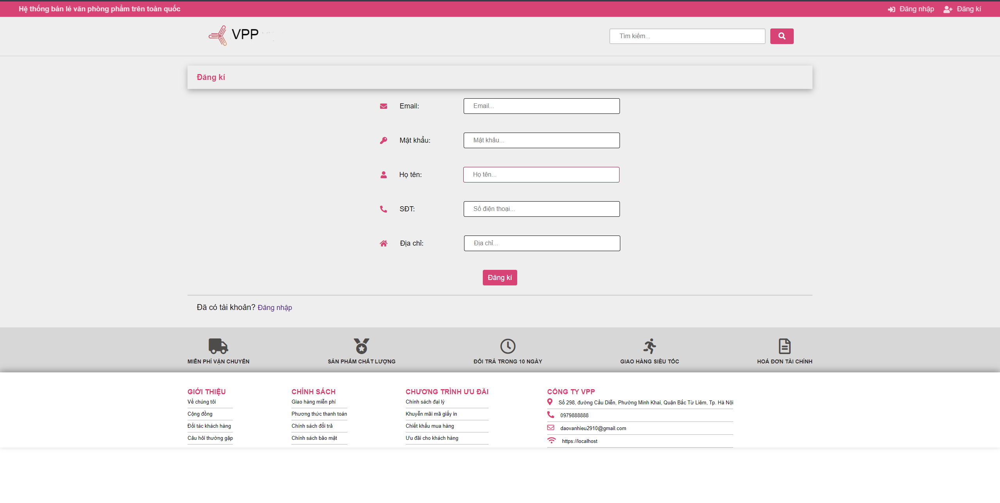 Hệ thống bán lẻ văn phòng phẩm trên toàn quốc
Đăng nhập
Đăng kí
VPP
Tìm kiếm...
Đăng kí
Email:
Email...
Mật khẩu:
Mật khẩu...
Họ tên:
Họ tên...
SĐT:
Số điện thoại...
Địa chỉ:
Địa chỉ...
Đăng kí
Đã có tài khoản? Đăng nhập
MIỄN PHÍ VẬN CHUYỂN
SẢN PHẨM CHẤT LƯỢNG
ĐỔI TRẢ TRONG 10 NGÀY
GIAO HÀNG SIÊU TỐC
HOÁ ĐƠN TÀI CHÍNH
GIỚI THIỆU
Về chúng tôi
Cộng đồng
Đối tác khách hàng
Câu hỏi thường gặp
CHÍNH SÁCH
Giao hàng miễn phí
Phương thức thanh toán
Chính sách đổi trả
Chính sách bảo mật
CHƯƠNG TRÌNH ƯU ĐÃI
Chính sách đại lý
Khuyễn mãi mã giấy in
Chiết khấu mua hàng
Ưu đãi cho khách hàng
CÔNG TY VPP
Số 298, đường Cầu Diễn, Phường Minh Khai, Quận Bắc Từ Liêm, Tp. Hà Nội
0979888888
daovanhieu2910@gmail.com
https://localhost